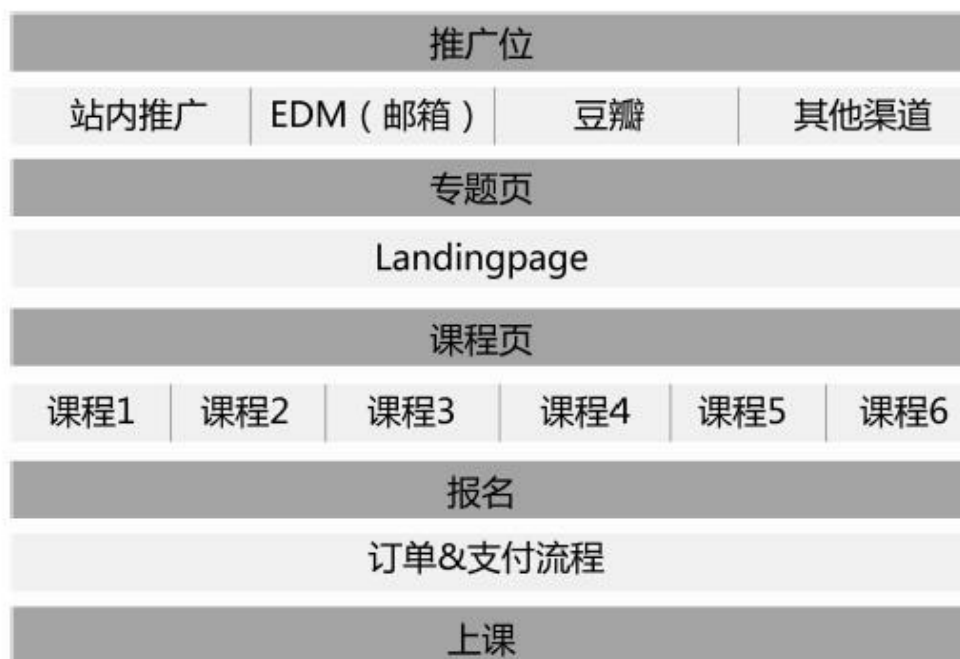 推广位
站内推广 EDM（邮箱） 豆瓣 其他渠道
专题页
Landingpage
课程页
课程1 课程2 课程3 课程4 课程5 课程6
报名
订单&支付流程
上课